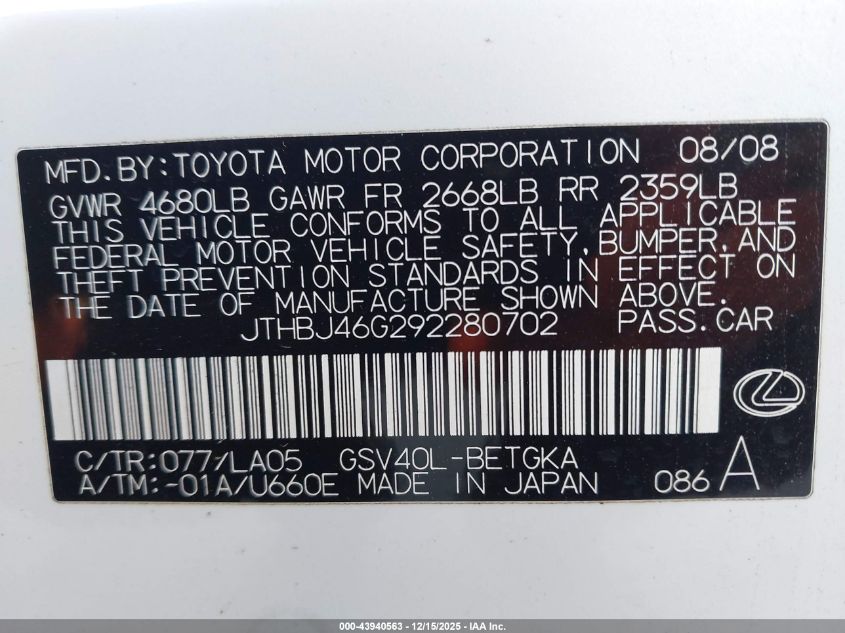 MFD. BY: TOYOTA MOTOR CORPORATION 08/08
GVWR 4680LB GAWR FR 2668LB RR 2359LB
THIS VEHICLE CONFORMS TO ALL APPLICABLE
FEDERAL MOTOR VEHICLE SAFETY, BUMPER, AND
THEFT PREVENTION STANDARDS IN EFFECT ON
THE DATE OF MANUFACTURE SHOWN ABOVE.
JTHBJ46G292280702 PASS. CAR
C/TR: 077/LA05 GSV40L-BETGKA
A/TM: -01A/U660E MADE IN JAPAN 086 A
000-43940563 - 12/15/2025 - IAA Inc.